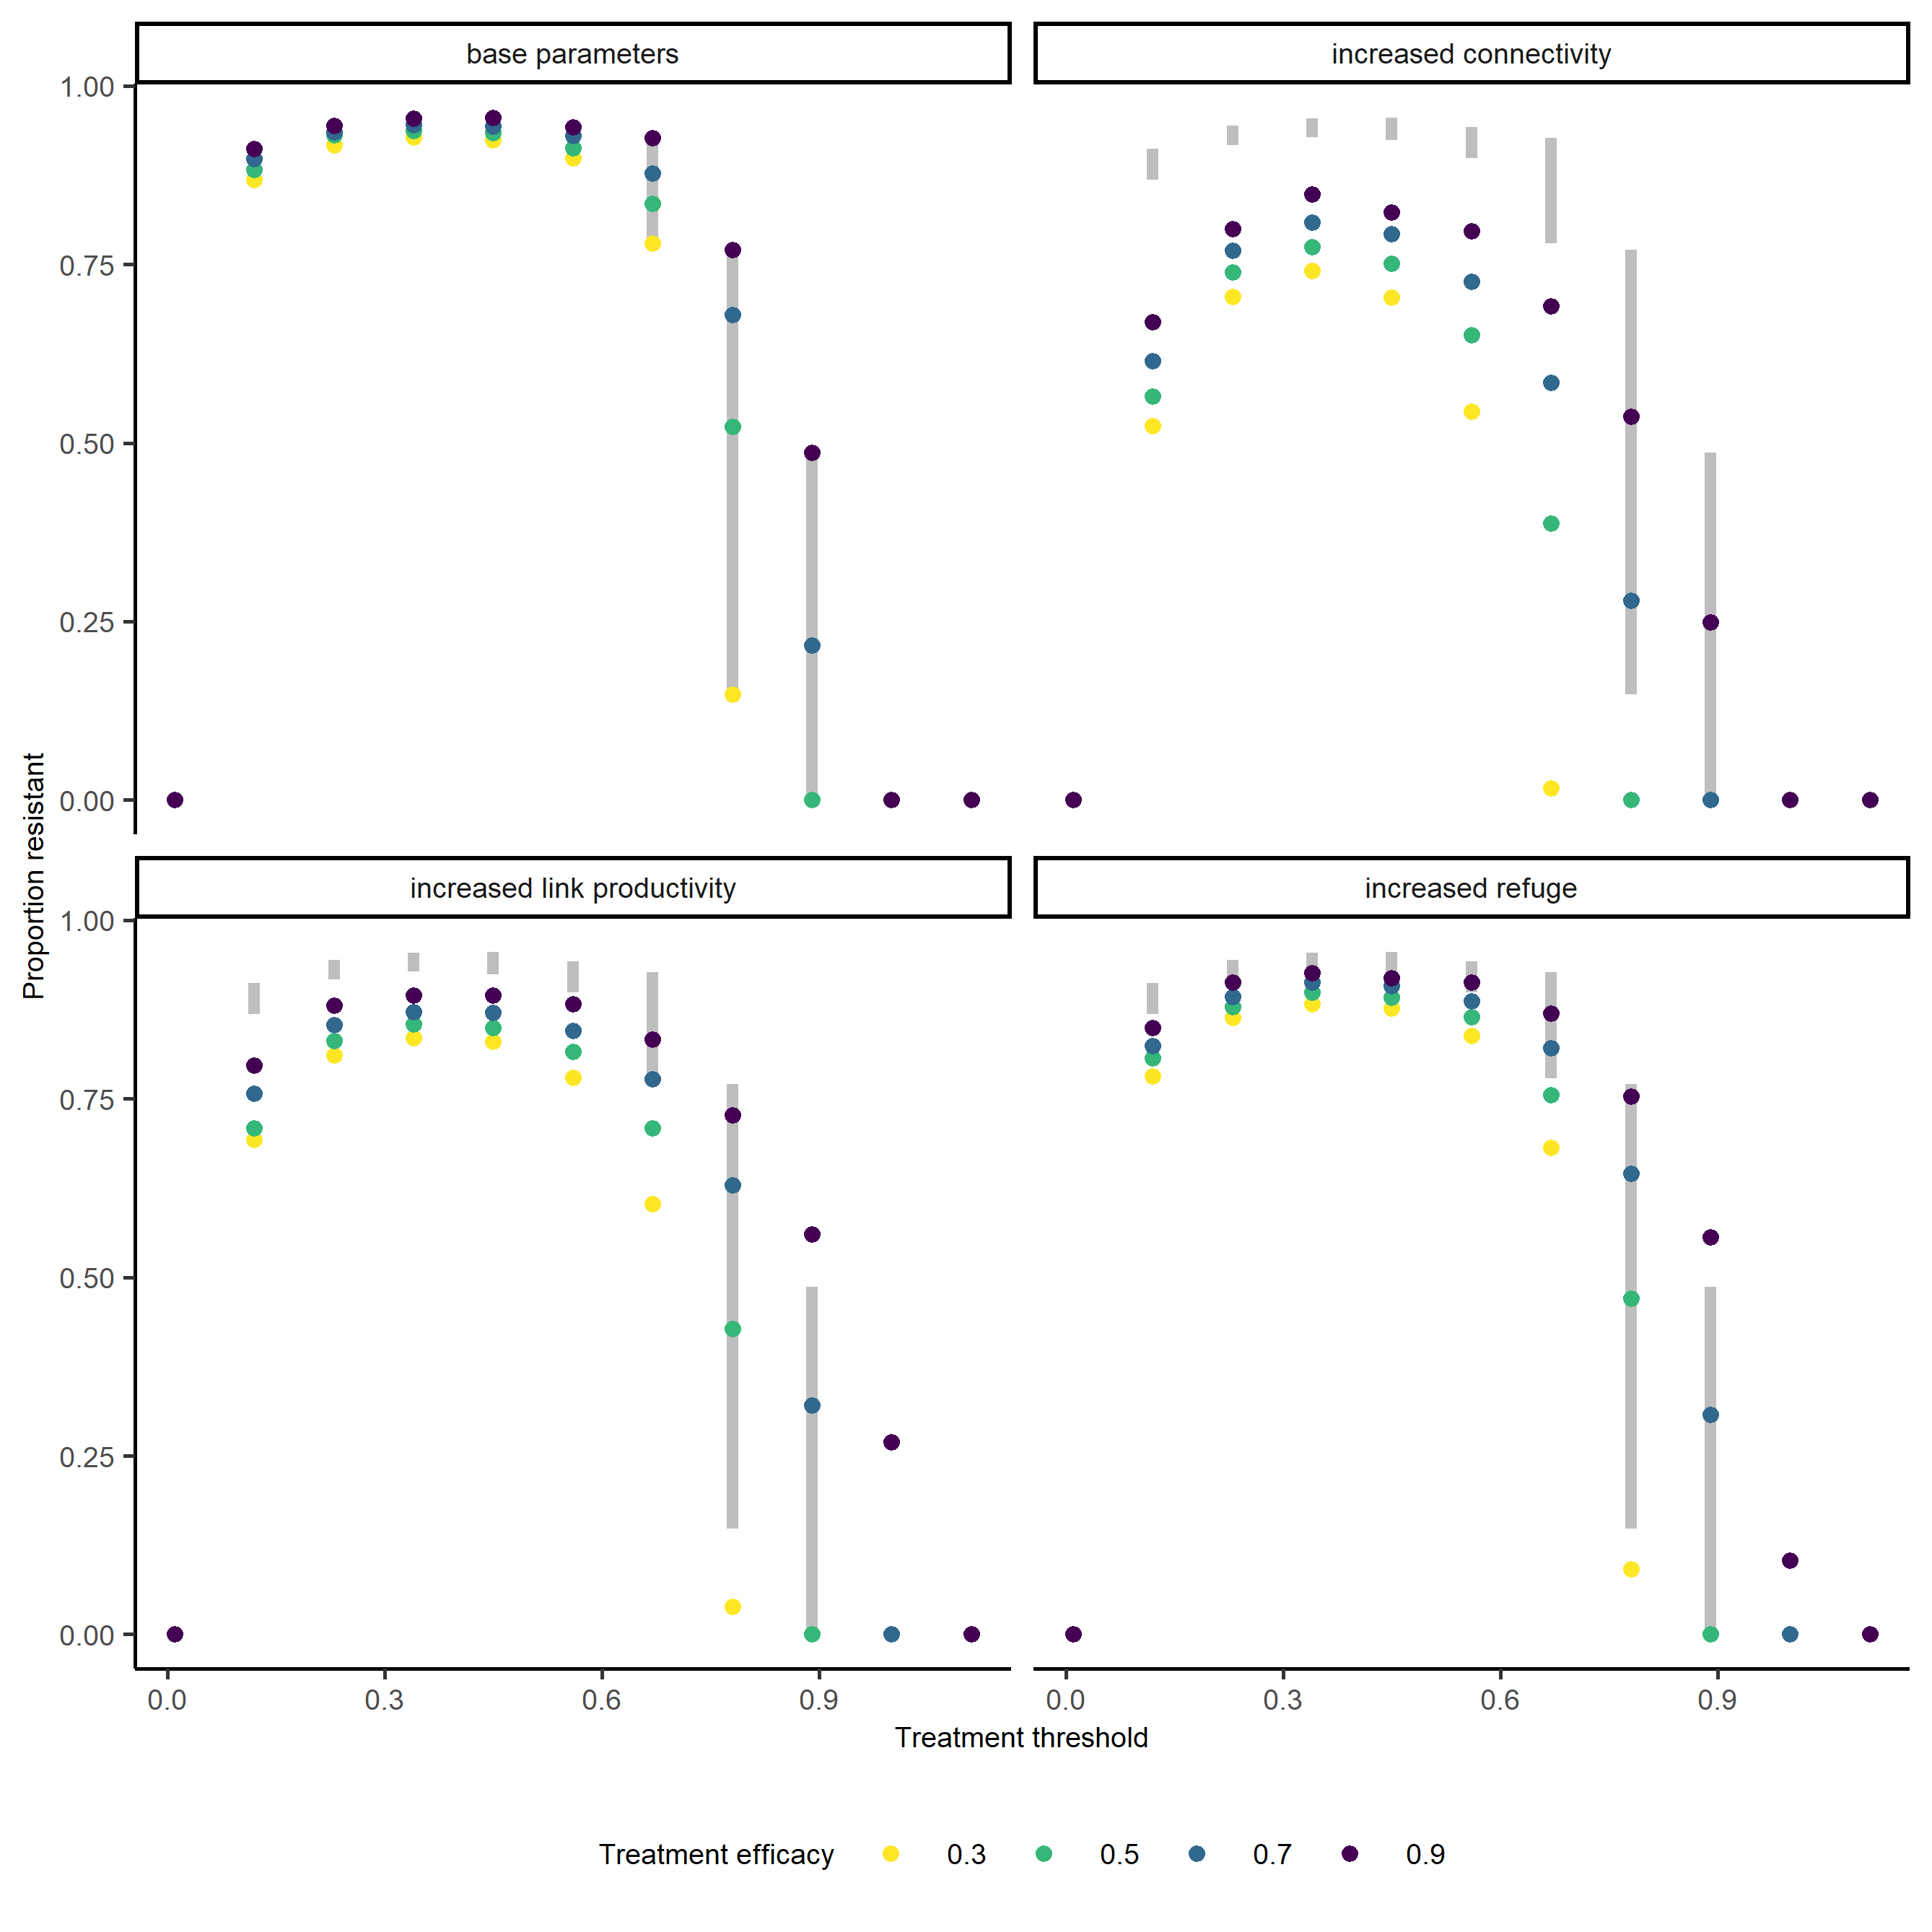 base parameters
increased connectivity
1.00
0.75
0.50
0.25
0.00
Proportion resistant
increased link productivity
increased refuge
1.00
0.75
0.50
0.25
0.00
0.0 0.3 0.6 0.9
0.0 0.3 0.6 0.9
Treatment threshold
Treatment efficacy 0.3 0.5 0.7 0.9